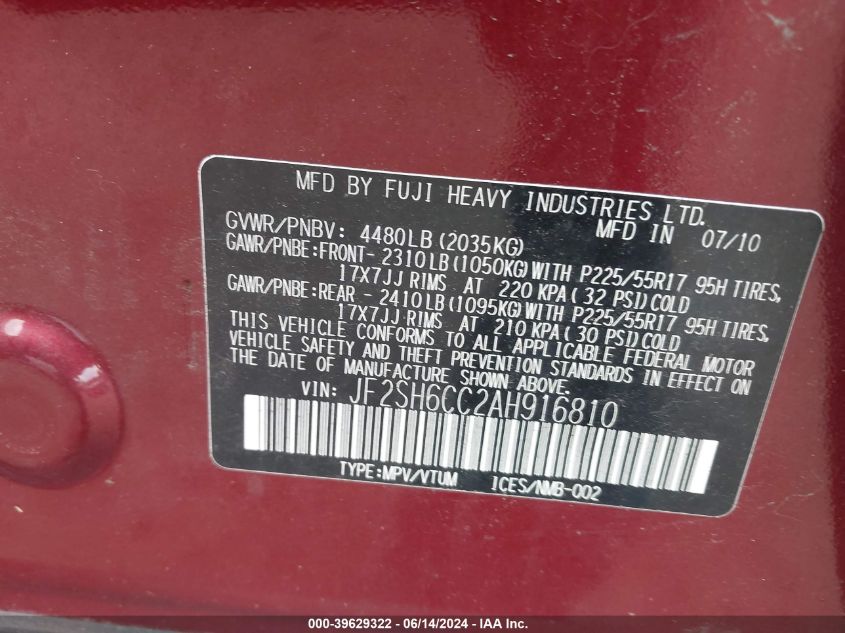 MFD BY FUJI HEAVY INDUSTRIES LTD.
MFD IN 07/10
GVWR/PNBV: 4480LB(2035KG)
GAWR/PNBE:FRONT- 2310LB(1050KG)WITH P225/55R17 95H TIRES,
17X7JJ RIMS AT 220 KPA( 32 PSI)COLD
GAWR/PNBE:REAR - 2410LB(1095KG)WITH P225/55R17 95H TIRES,
17X7JJ RIMS AT 210 KPA(30 PSI)COLD
THIS VEHICLE CONFORMS TO ALL APPLICABLE FEDERAL MOTOR
VEHICLE SAFETY AND THEFT PREVENTION STANDARDS IN EFFECT ON
THE DATE OF MANUFACTURE SHOWN ABOVE.
VIN: JF2SH6CC2AH916810
TYPE:MPV/VTUM ICES/NMB-002
000-39629322 - 06/14/2024 - IAA Inc.